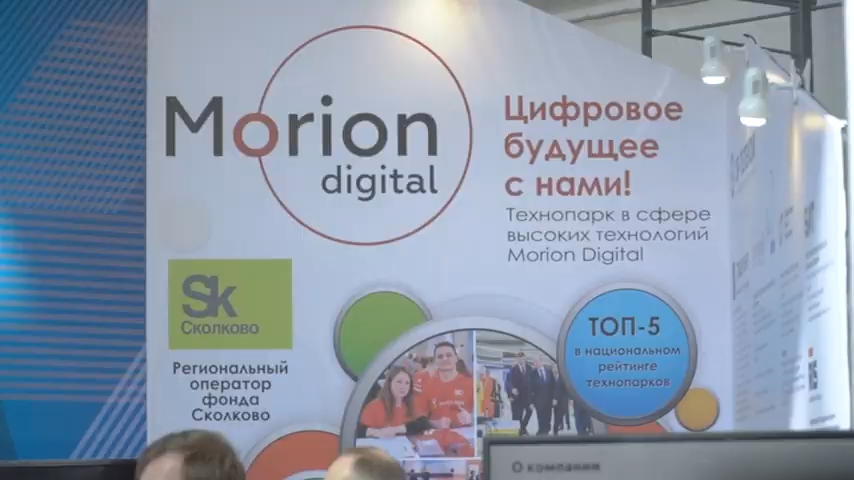 Morion
digital
Цифровое
будущее
с нами!
Технопарк в сфере
высоких технологий
Morion Digital
Sk
Сколково
Региональный
оператор
фонда
Сколково
ТОП-5
в национальном
рейтинге
технопарков
О компании